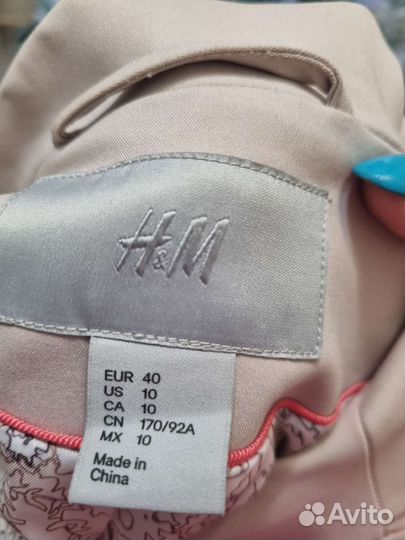 H&M
EUR 40
US 10
CA 10
CN 170/92A
MX 10
Made in
China
Avito